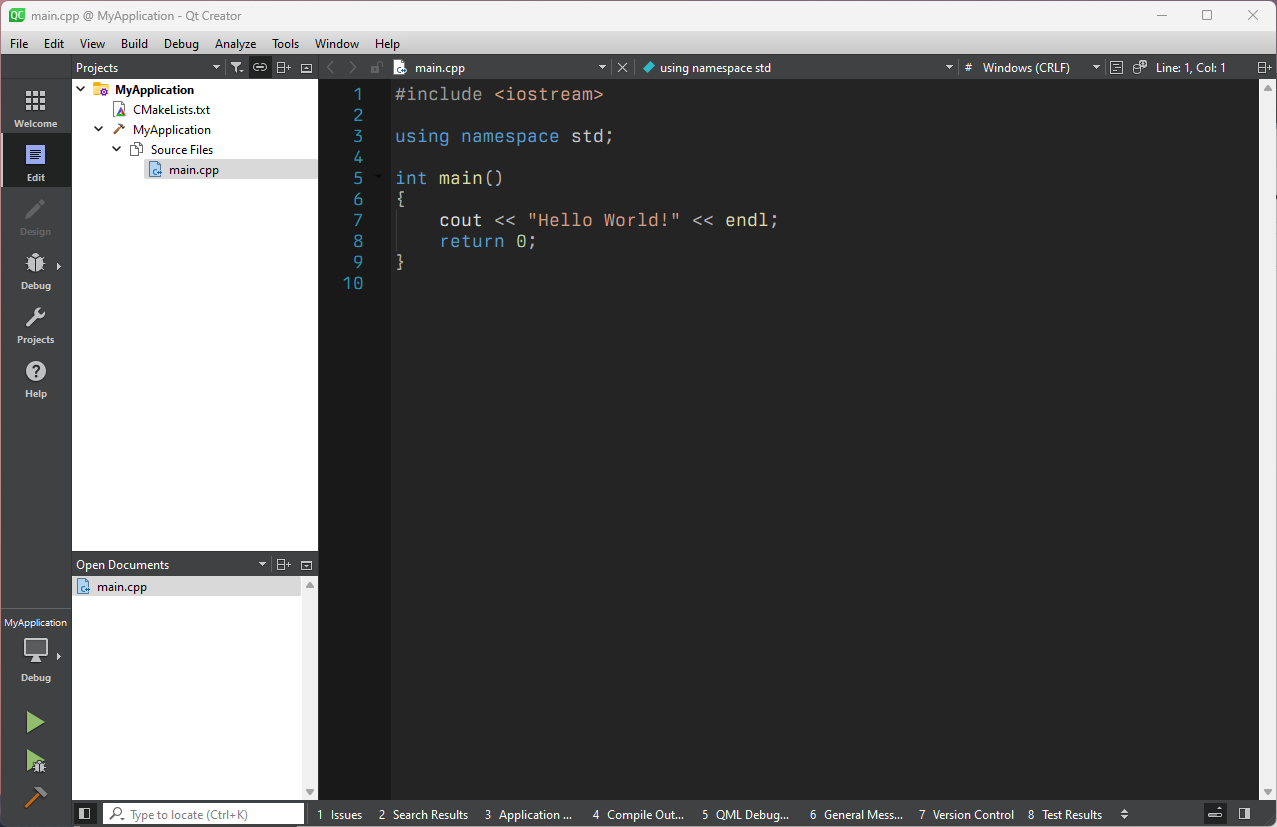 QC main.cpp @ MyApplication - Qt Creator
File Edit View Build Debug Analyze Tools Window Help
Projects main.cpp using namespace std # Windows (CRLF) Line: 1, Col: 1
Welcome
Edit
Design
Debug
Projects
Help
MyApplication
Debug
MyApplication
CMakeLists.txt
MyApplication
Source Files
main.cpp
Open Documents
main.cpp
1 #include <iostream>
2
3 using namespace std;
4
5 int main()
6 {
7 cout << "Hello World!" << endl;
8 return 0;
9 }
10
Type to locate (Ctrl+K) 1 Issues 2 Search Results 3 Application ... 4 Compile Out... 5 QML Debug... 6 General Mess... 7 Version Control 8 Test Results